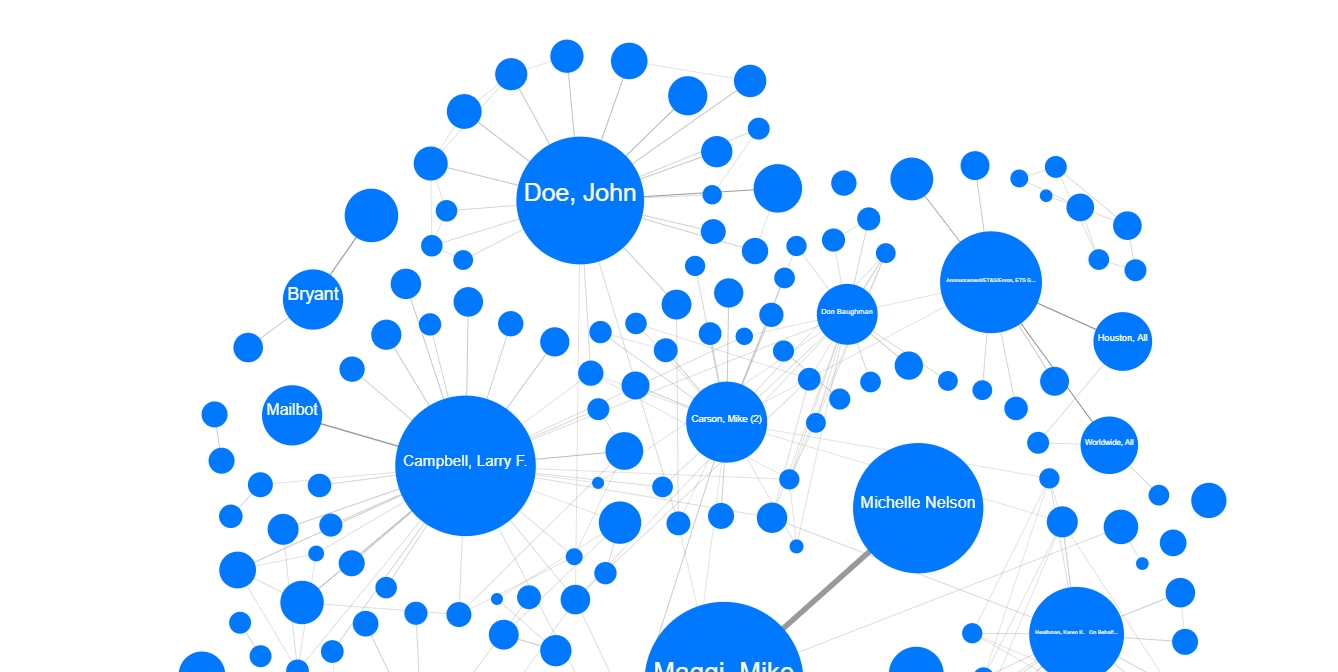 Doe, John
Announcement/ET&S/Enron, ETS G...
Bryant
Don Baughman
Houston, All
Mailbot
Carson, Mike (2)
Worldwide, All
Campbell, Larry F.
Michelle Nelson
Heathman, Karen K. On Behalf...
Maggi, Mike